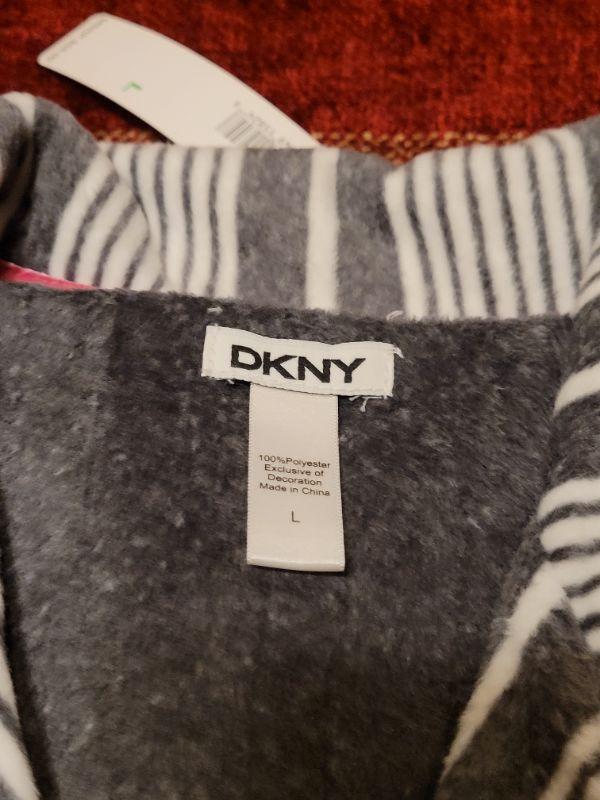 L
DKNY
100%Polyester
Exclusive of
Decoration
Made in China
L